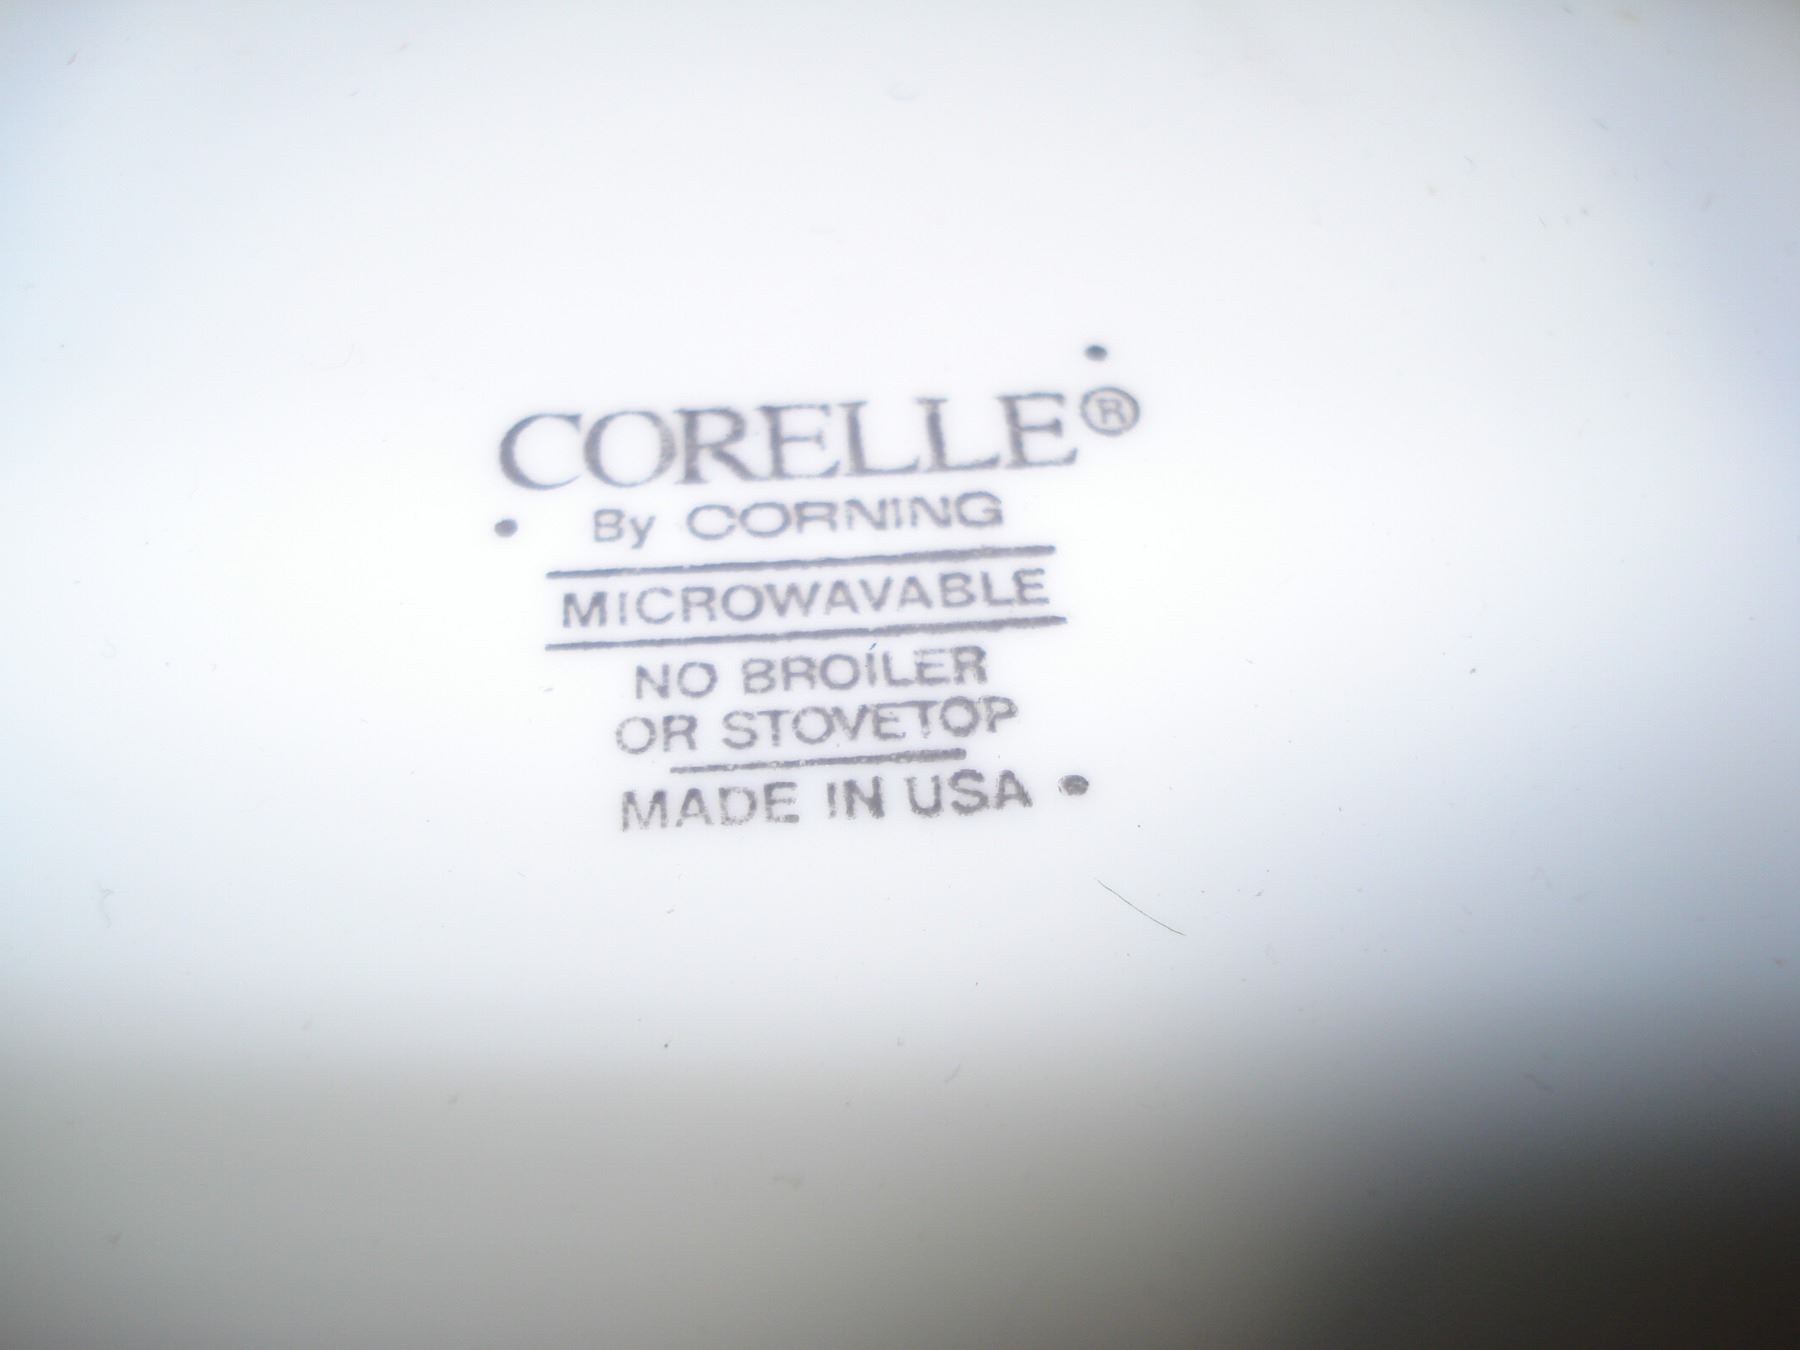 CORELLE®
By CORNING
MICROWAVABLE
NO BROILER
OR STOVETOP
MADE IN USA